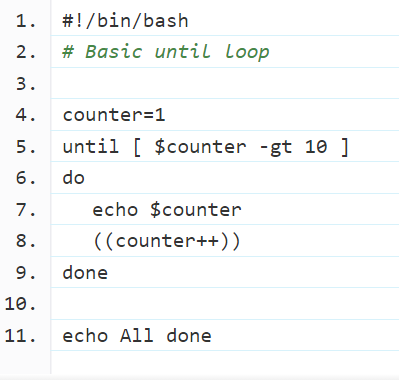 1. #!/bin/bash
2. # Basic until loop
3.
4. counter=1
5. until [ $counter -gt 10 ]
6. do
7. echo $counter
8. ((counter++))
9. done
10.
11. echo All done